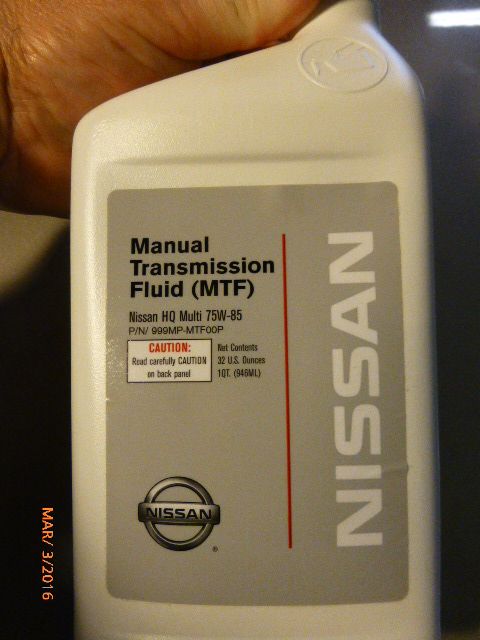 Manual
Transmission
Fluid (MTF)
Nissan HQ Multi 75W-85
P/N/ 999MP-MTF00P
CAUTION:
Read carefully CAUTION
on back panel
Net Contents
32 U.S. Ounces
1QT. (946ML)
NISSAN
NISSAN
®
MAR/ 3/2016